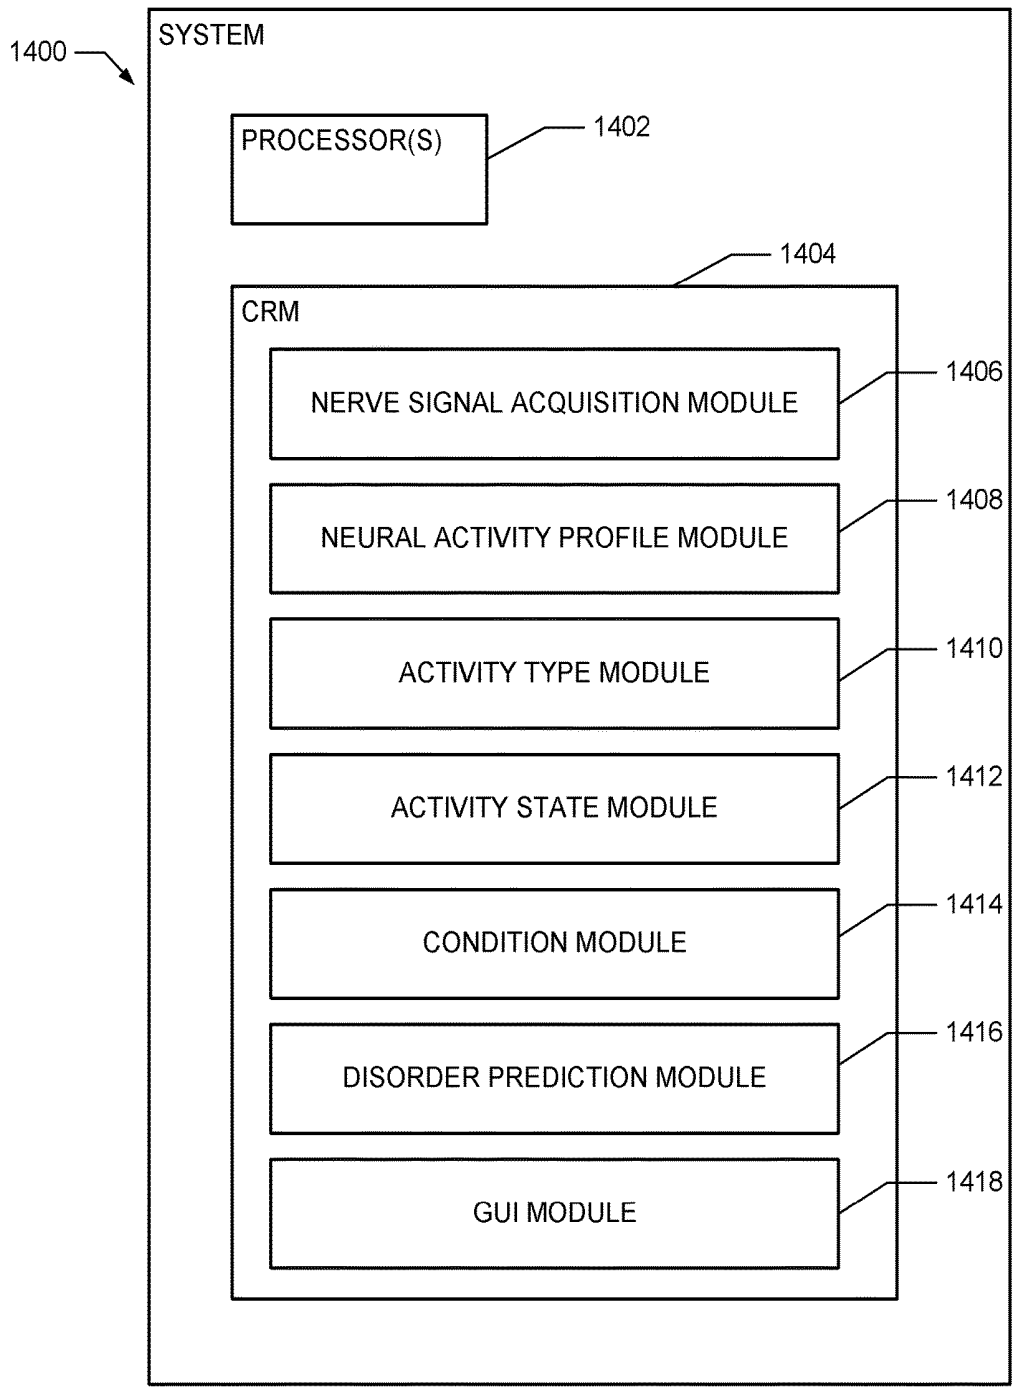 SYSTEM
1400
PROCESSOR(S)
1402
1404
CRM
NERVE SIGNAL ACQUISITION MODULE
1406
NEURAL ACTIVITY PROFILE MODULE
1408
ACTIVITY TYPE MODULE
1410
ACTIVITY STATE MODULE
1412
CONDITION MODULE
1414
DISORDER PREDICTION MODULE
1416
GUI MODULE
1418